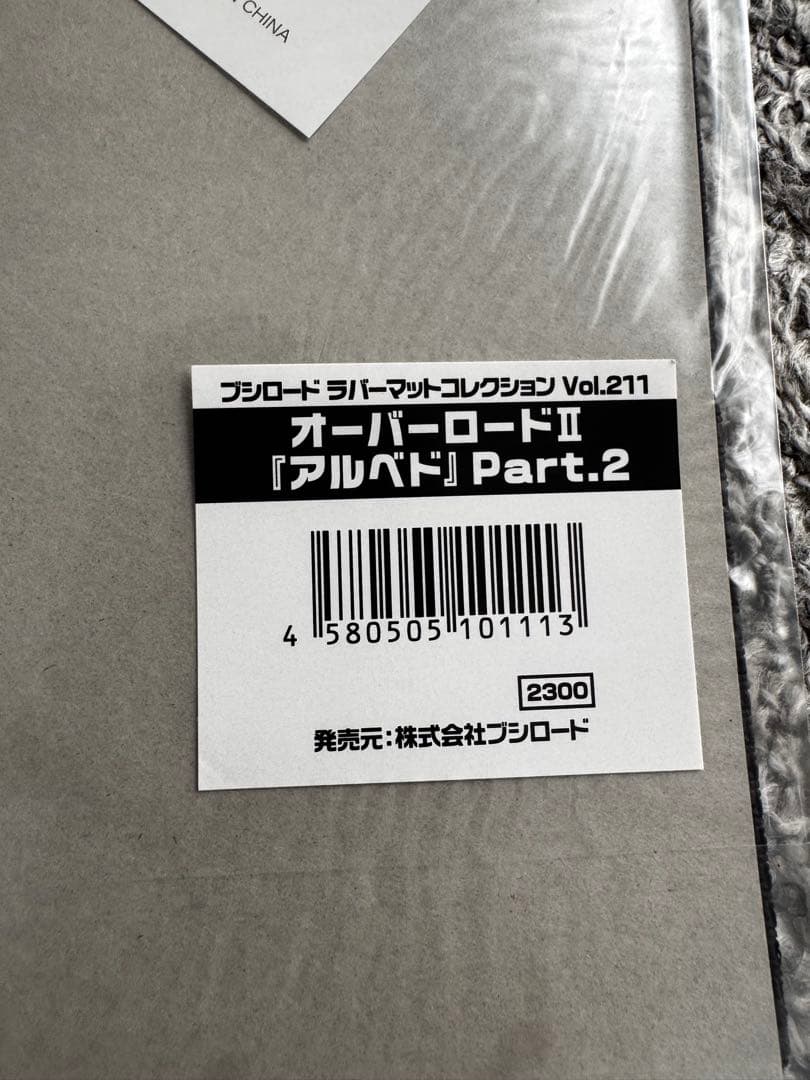 CHINA
ブシロード ラバーマットコレクション Vol.211
オーバーロードⅡ
『アルベド』Part.2
4 580505 101113
2300
発売元:株式会社ブシロード